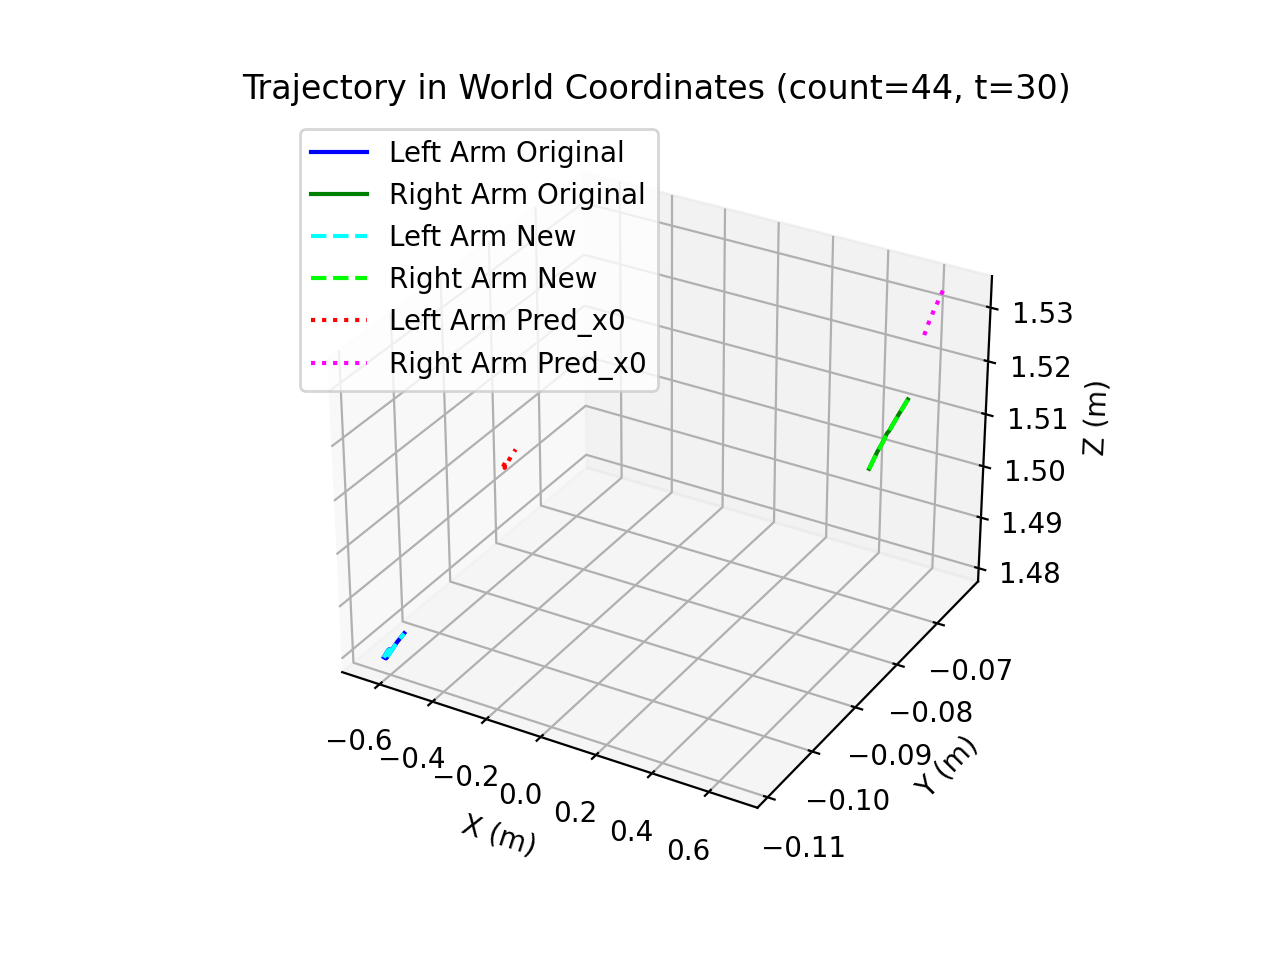 Trajectory in World Coordinates (count=44, t=30)
Left Arm Original
Right Arm Original
Left Arm New
Right Arm New
Left Arm Pred_x0
Right Arm Pred_x0
1.53
1.52
1.51
1.50
1.49
1.48
Z (m)
−0.07
−0.08
−0.09
−0.10
−0.11
Y (m)
−0.6
−0.4
−0.2
0.0
0.2
0.4
0.6
X (m)